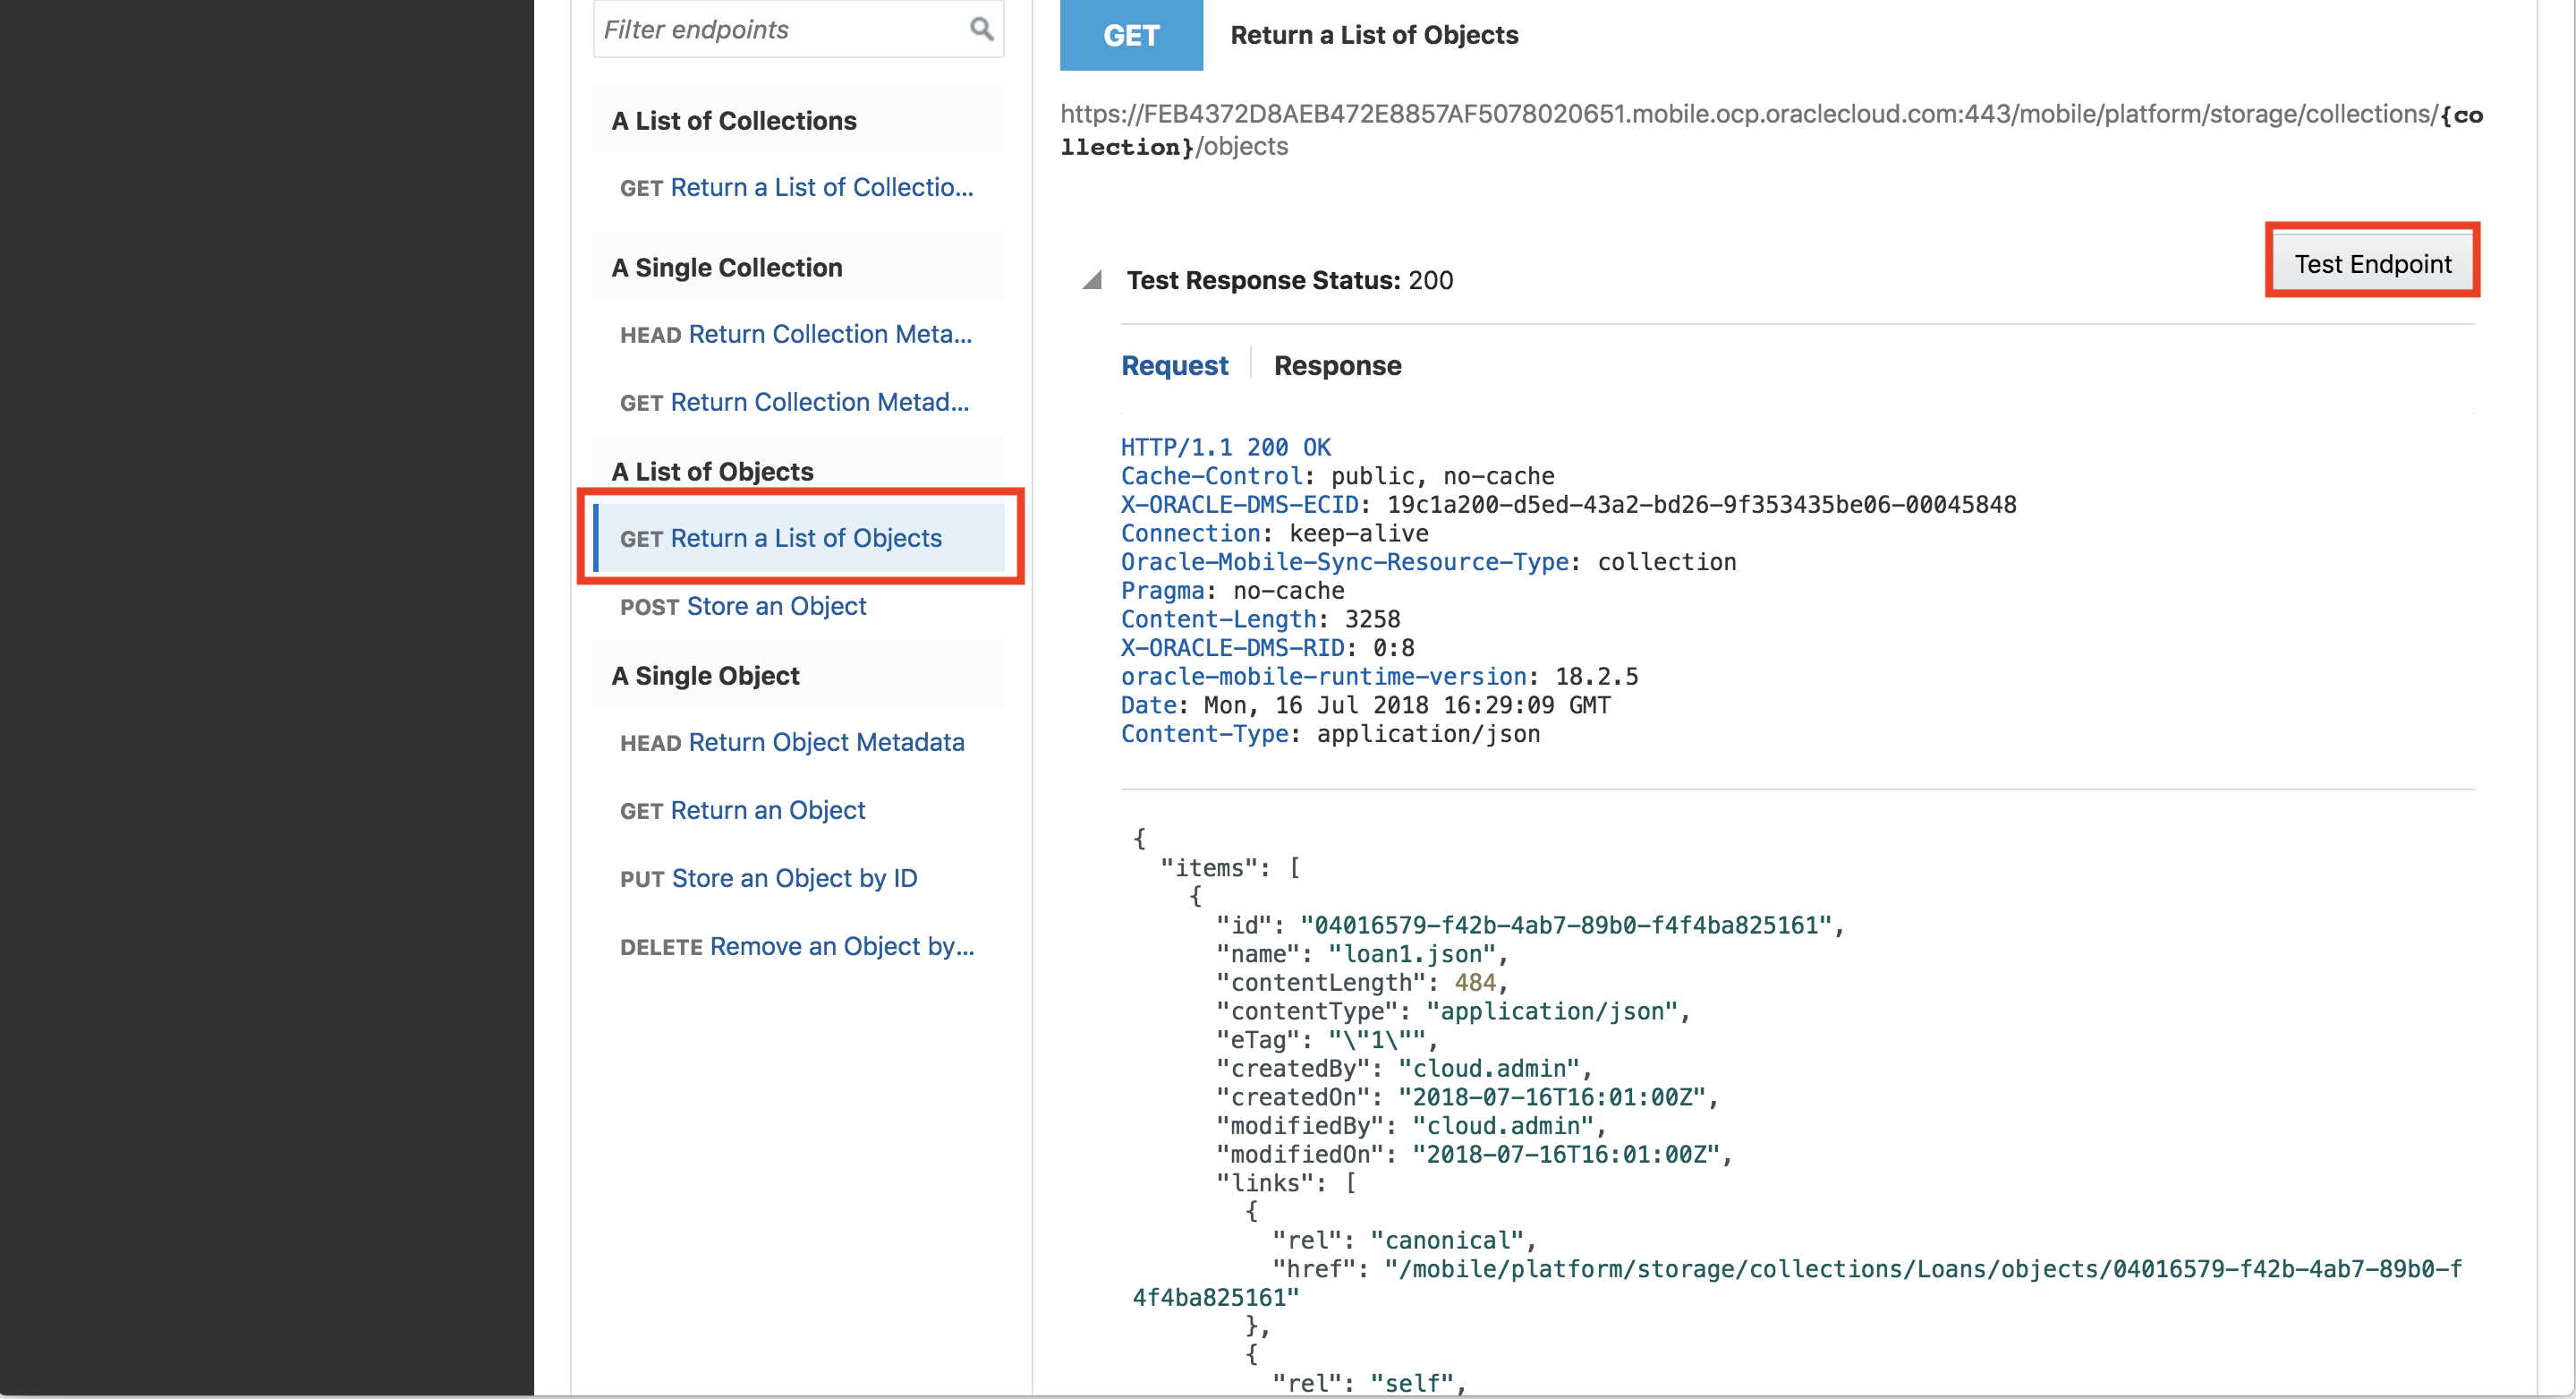 Filter endpoints
A List of Collections
GET Return a List of Collectio...
A Single Collection
HEAD Return Collection Meta...
GET Return Collection Metad...
A List of Objects
GET Return a List of Objects
POST Store an Object
A Single Object
HEAD Return Object Metadata
GET Return an Object
PUT Store an Object by ID
DELETE Remove an Object by...
GET Return a List of Objects
https://FEB4372D8AEB472E8857AF5078020651.mobile.ocp.oraclecloud.com:443/mobile/platform/storage/collections/{co
llection}/objects
Test Endpoint
Test Response Status: 200
Request Response
HTTP/1.1 200 OK
Cache-Control: public, no-cache
X-ORACLE-DMS-ECID: 19c1a200-d5ed-43a2-bd26-9f353435be06-00045848
Connection: keep-alive
Oracle-Mobile-Sync-Resource-Type: collection
Pragma: no-cache
Content-Length: 3258
X-ORACLE-DMS-RID: 0:8
oracle-mobile-runtime-version: 18.2.5
Date: Mon, 16 Jul 2018 16:29:09 GMT
Content-Type: application/json
{
"items": [
{
"id": "04016579-f42b-4ab7-89b0-f4f4ba825161",
"name": "loan1.json",
"contentLength": 484,
"contentType": "application/json",
"eTag": "\"1\"",
"createdBy": "cloud.admin",
"createdOn": "2018-07-16T16:01:00Z",
"modifiedBy": "cloud.admin",
"modifiedOn": "2018-07-16T16:01:00Z",
"links": [
{
"rel": "canonical",
"href": "/mobile/platform/storage/collections/Loans/objects/04016579-f42b-4ab7-89b0-f
4f4ba825161"
},
{
"rel": "self",